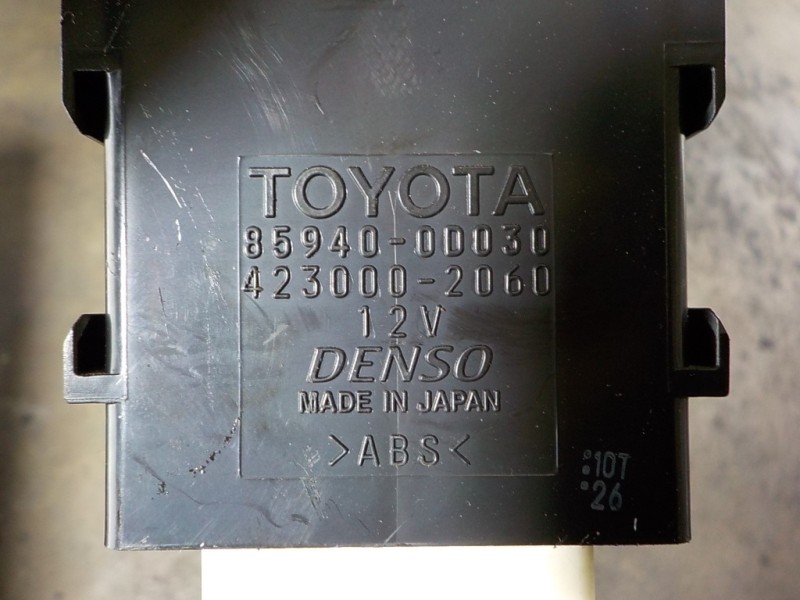 TOYOTA
85940-0D030
423000-2060
12V
DENSO
MADE IN JAPAN
>ABS<
:10T
:26